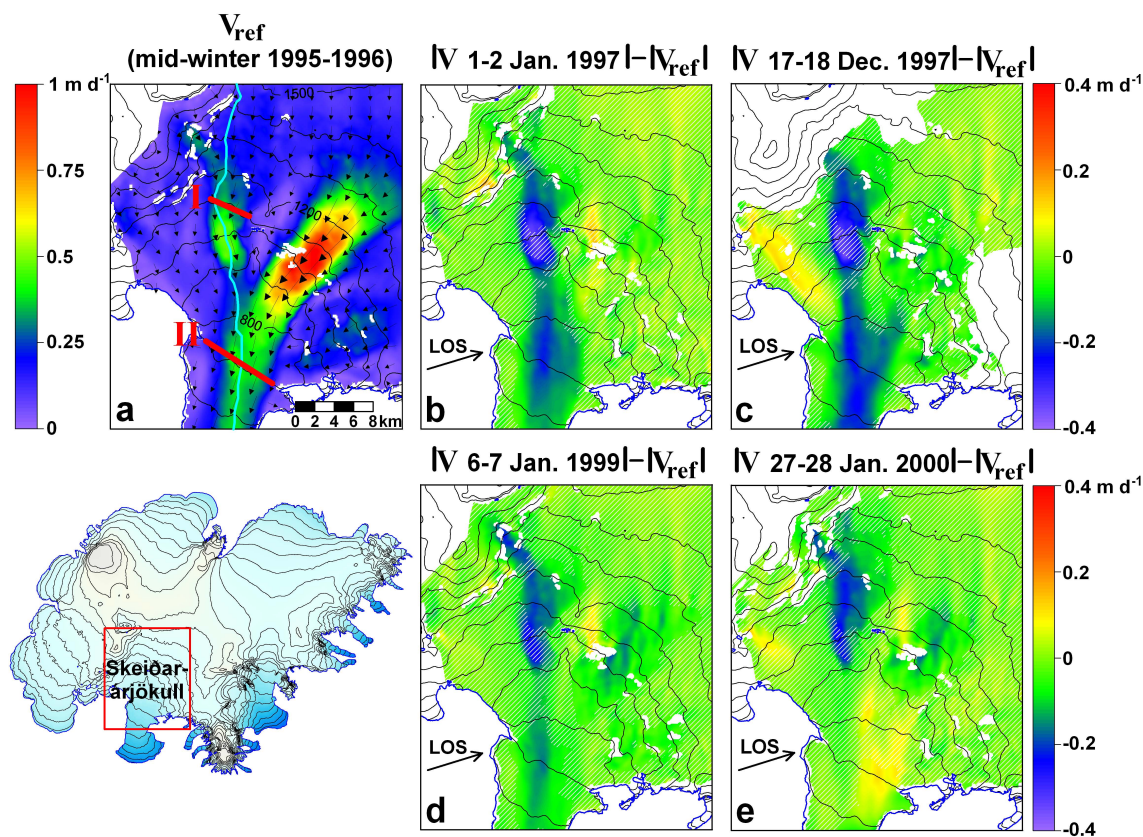 Vref
(mid-winter 1995-1996)
|V 1-2 Jan. 1997|-|Vref|
|V 17-18 Dec. 1997|-|Vref|
1 m d-1
0.75
0.5
0.25
0
1500
I
1200
II
800
a
0 2 4 6 8 km
LOS
b
LOS
c
0.4 m d-1
0.2
0
-0.2
-0.4
|V 6-7 Jan. 1999|-|Vref|
|V 27-28 Jan. 2000|-|Vref|
Skeiðar-
árjökull
LOS
d
LOS
e
0.4 m d-1
0.2
0
-0.2
-0.4